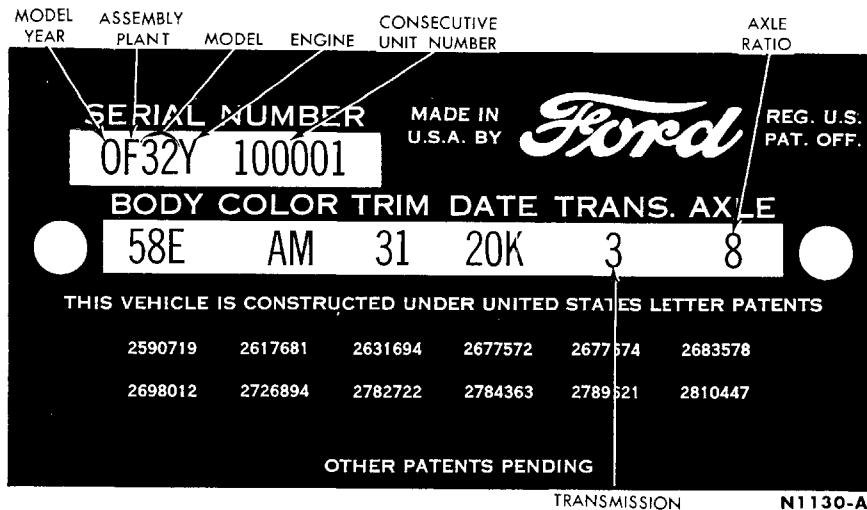 MODEL YEAR
ASSEMBLY PLANT
MODEL
ENGINE
CONSECUTIVE UNIT NUMBER
AXLE RATIO
SERIAL NUMBER
0F32Y 100001
MADE IN U.S.A. BY
Ford
REG. U.S. PAT. OFF.
BODY COLOR TRIM DATE TRANS. AXLE
58E AM 31 20K 3 8
THIS VEHICLE IS CONSTRUCTED UNDER UNITED STATES LETTER PATENTS
2590719 2617681 2631694 2677572 2677574 2683578
2698012 2726894 2782722 2784363 2789621 2810447
OTHER PATENTS PENDING
TRANSMISSION
N1130-A